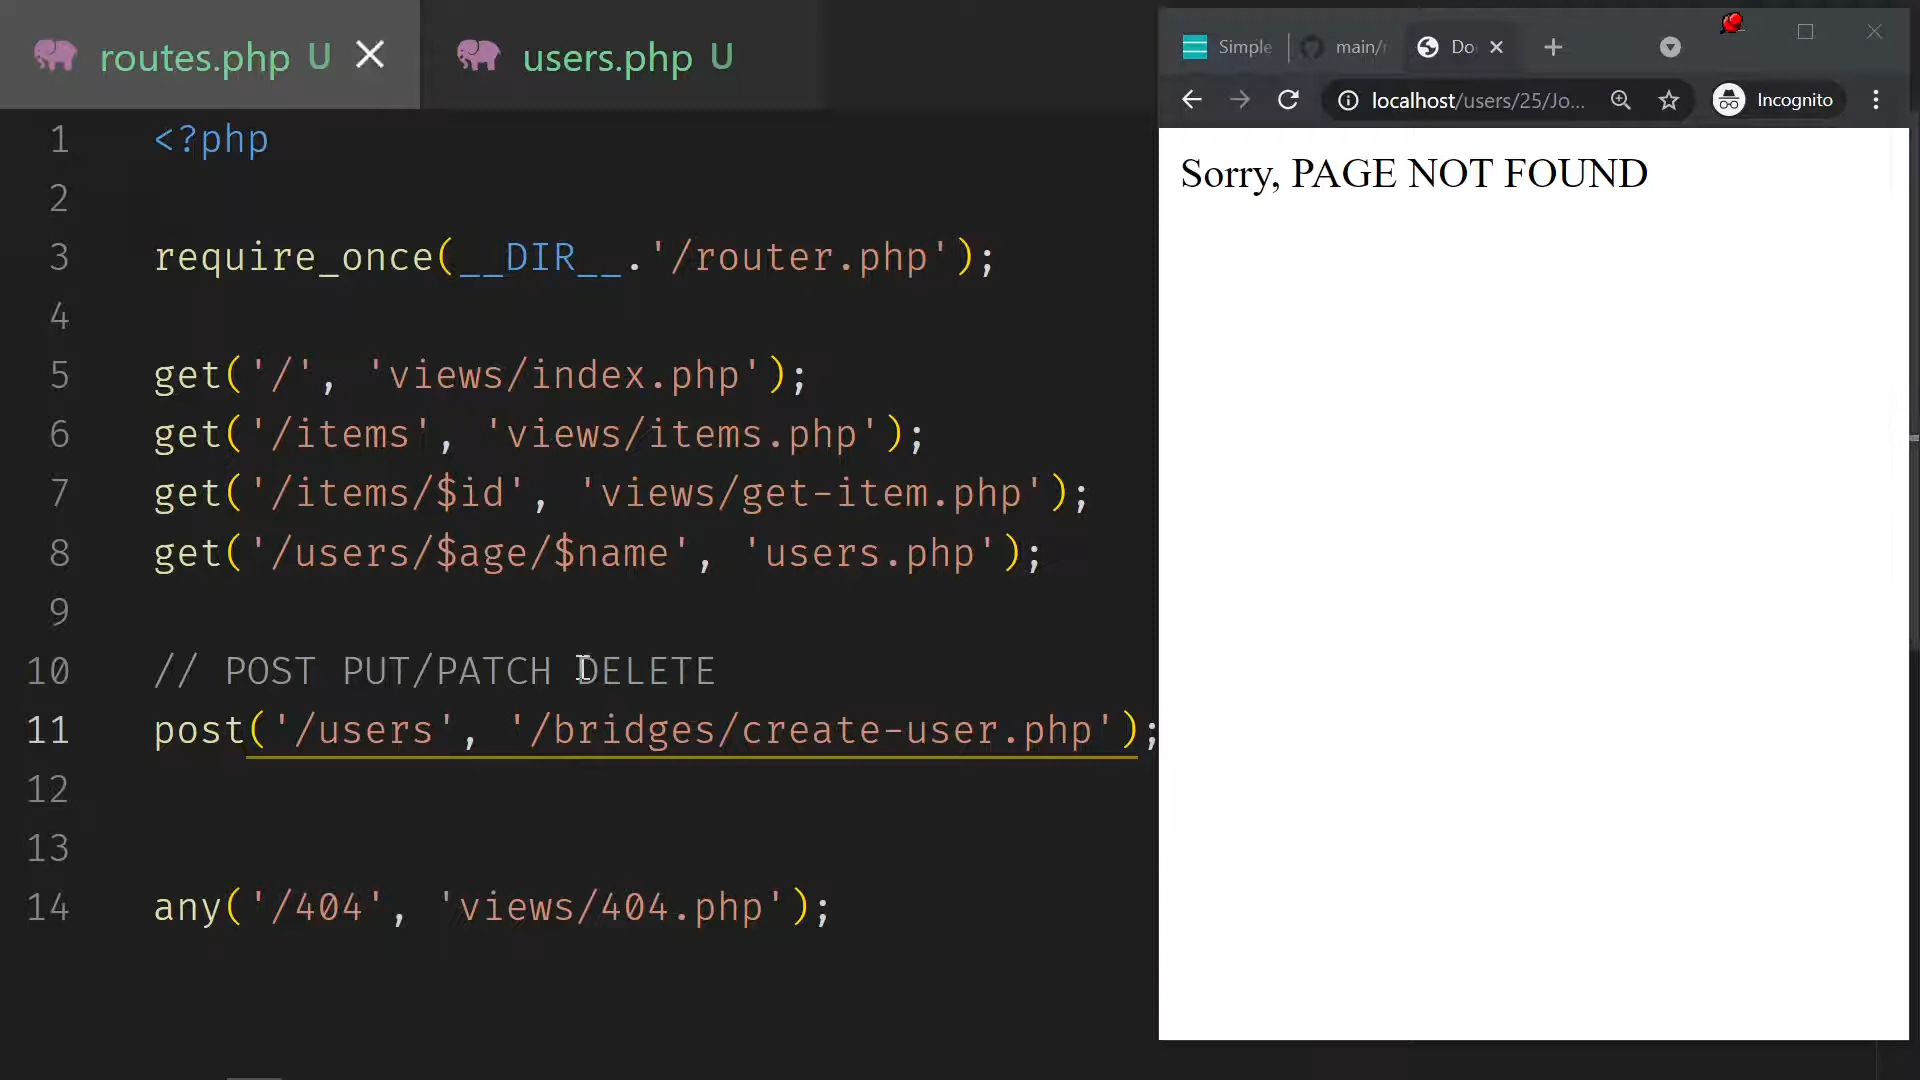 routes.php U
users.php U
1 <?php
2
3 require_once(__DIR__.'/router.php');
4
5 get('/', 'views/index.php');
6 get('/items', 'views/items.php');
7 get('/items/$id', 'views/get-item.php');
8 get('/users/$age/$name', 'users.php');
9
10 // POST PUT/PATCH DELETE
11 post('/users', '/bridges/create-user.php');
12
13
14 any('/404', 'views/404.php');
Simple
main/r
Do
localhost/users/25/Jo...
Incognito
Sorry, PAGE NOT FOUND